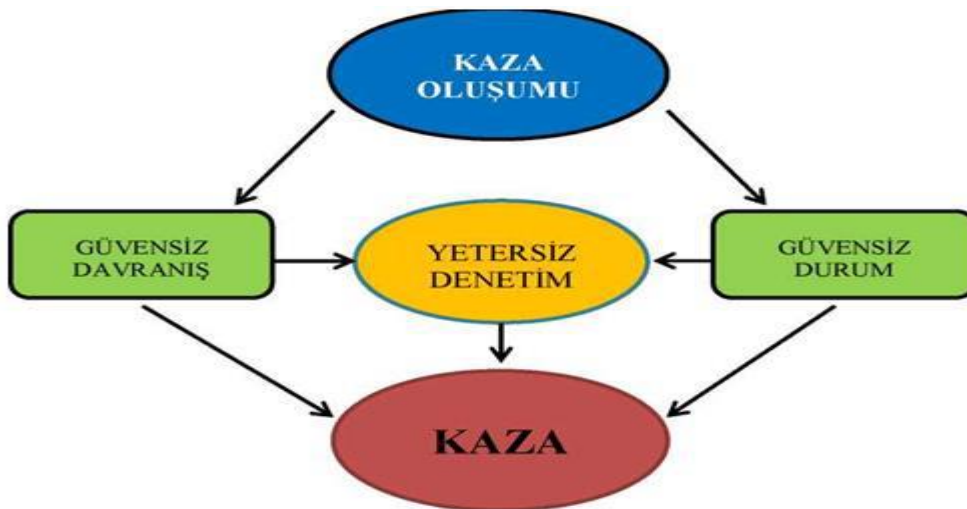 KAZA
OLUŞUMU
GÜVENSİZ
DAVRANIŞ
YETERSİZ
DENETİM
GÜVENSİZ
DURUM
KAZA